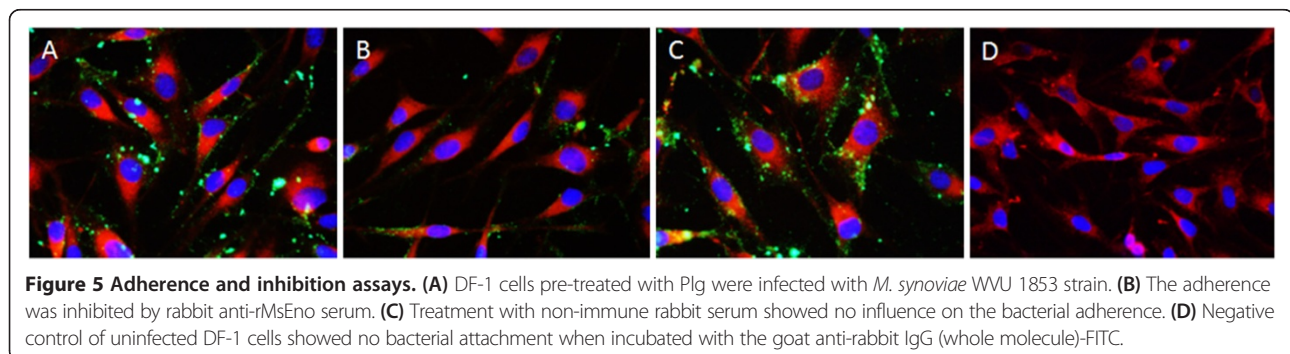 A B C D
Figure 5 Adherence and inhibition assays. (A) DF-1 cells pre-treated with Plg were infected with M. synoviae WVU 1853 strain. (B) The adherence
was inhibited by rabbit anti-rMsEno serum. (C) Treatment with non-immune rabbit serum showed no influence on the bacterial adherence. (D) Negative
control of uninfected DF-1 cells showed no bacterial attachment when incubated with the goat anti-rabbit IgG (whole molecule)-FITC.